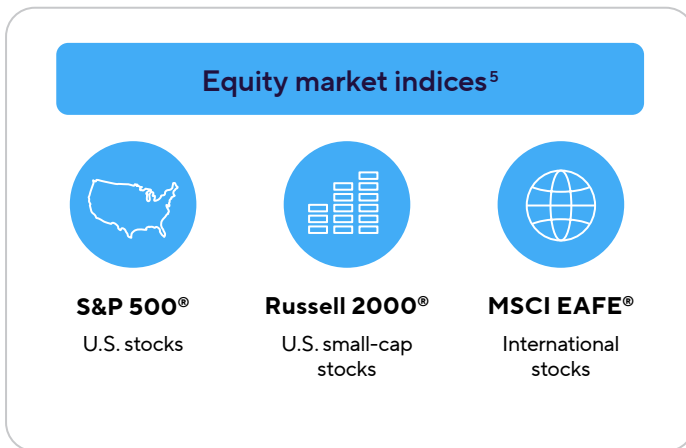 Equity market indices⁵
S&P 500® Russell 2000® MSCI EAFE®
U.S. stocks U.S. small-cap International
stocks stocks